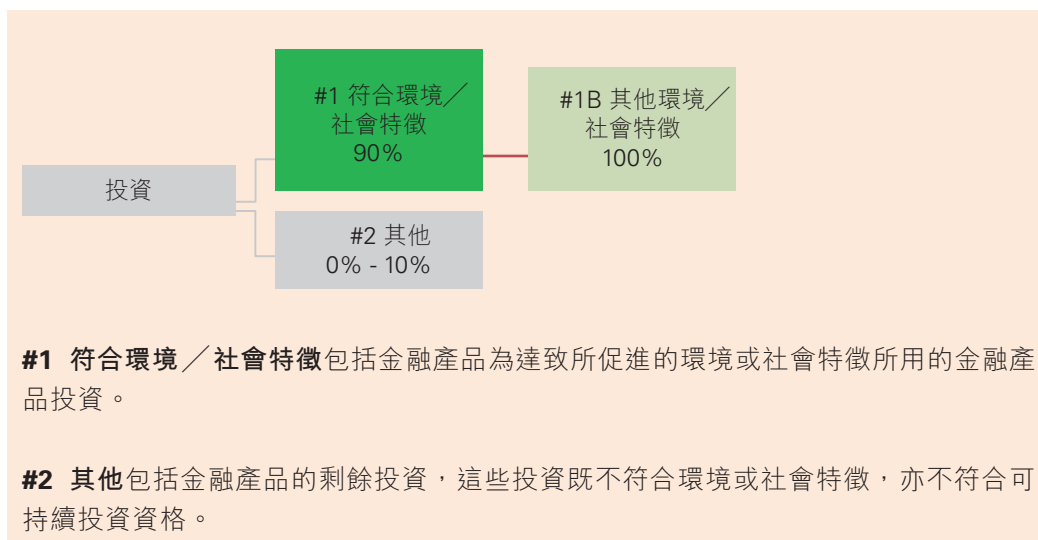 #1 符合環境╱
社會特徵
90%
#1B 其他環境╱
社會特徵
100%
投資
#2 其他
0% - 10%
#1 符合環境╱社會特徵包括金融產品為達致所促進的環境或社會特徵所用的金融產
品投資。
#2 其他包括金融產品的剩餘投資，這些投資既不符合環境或社會特徵，亦不符合可
持續投資資格。